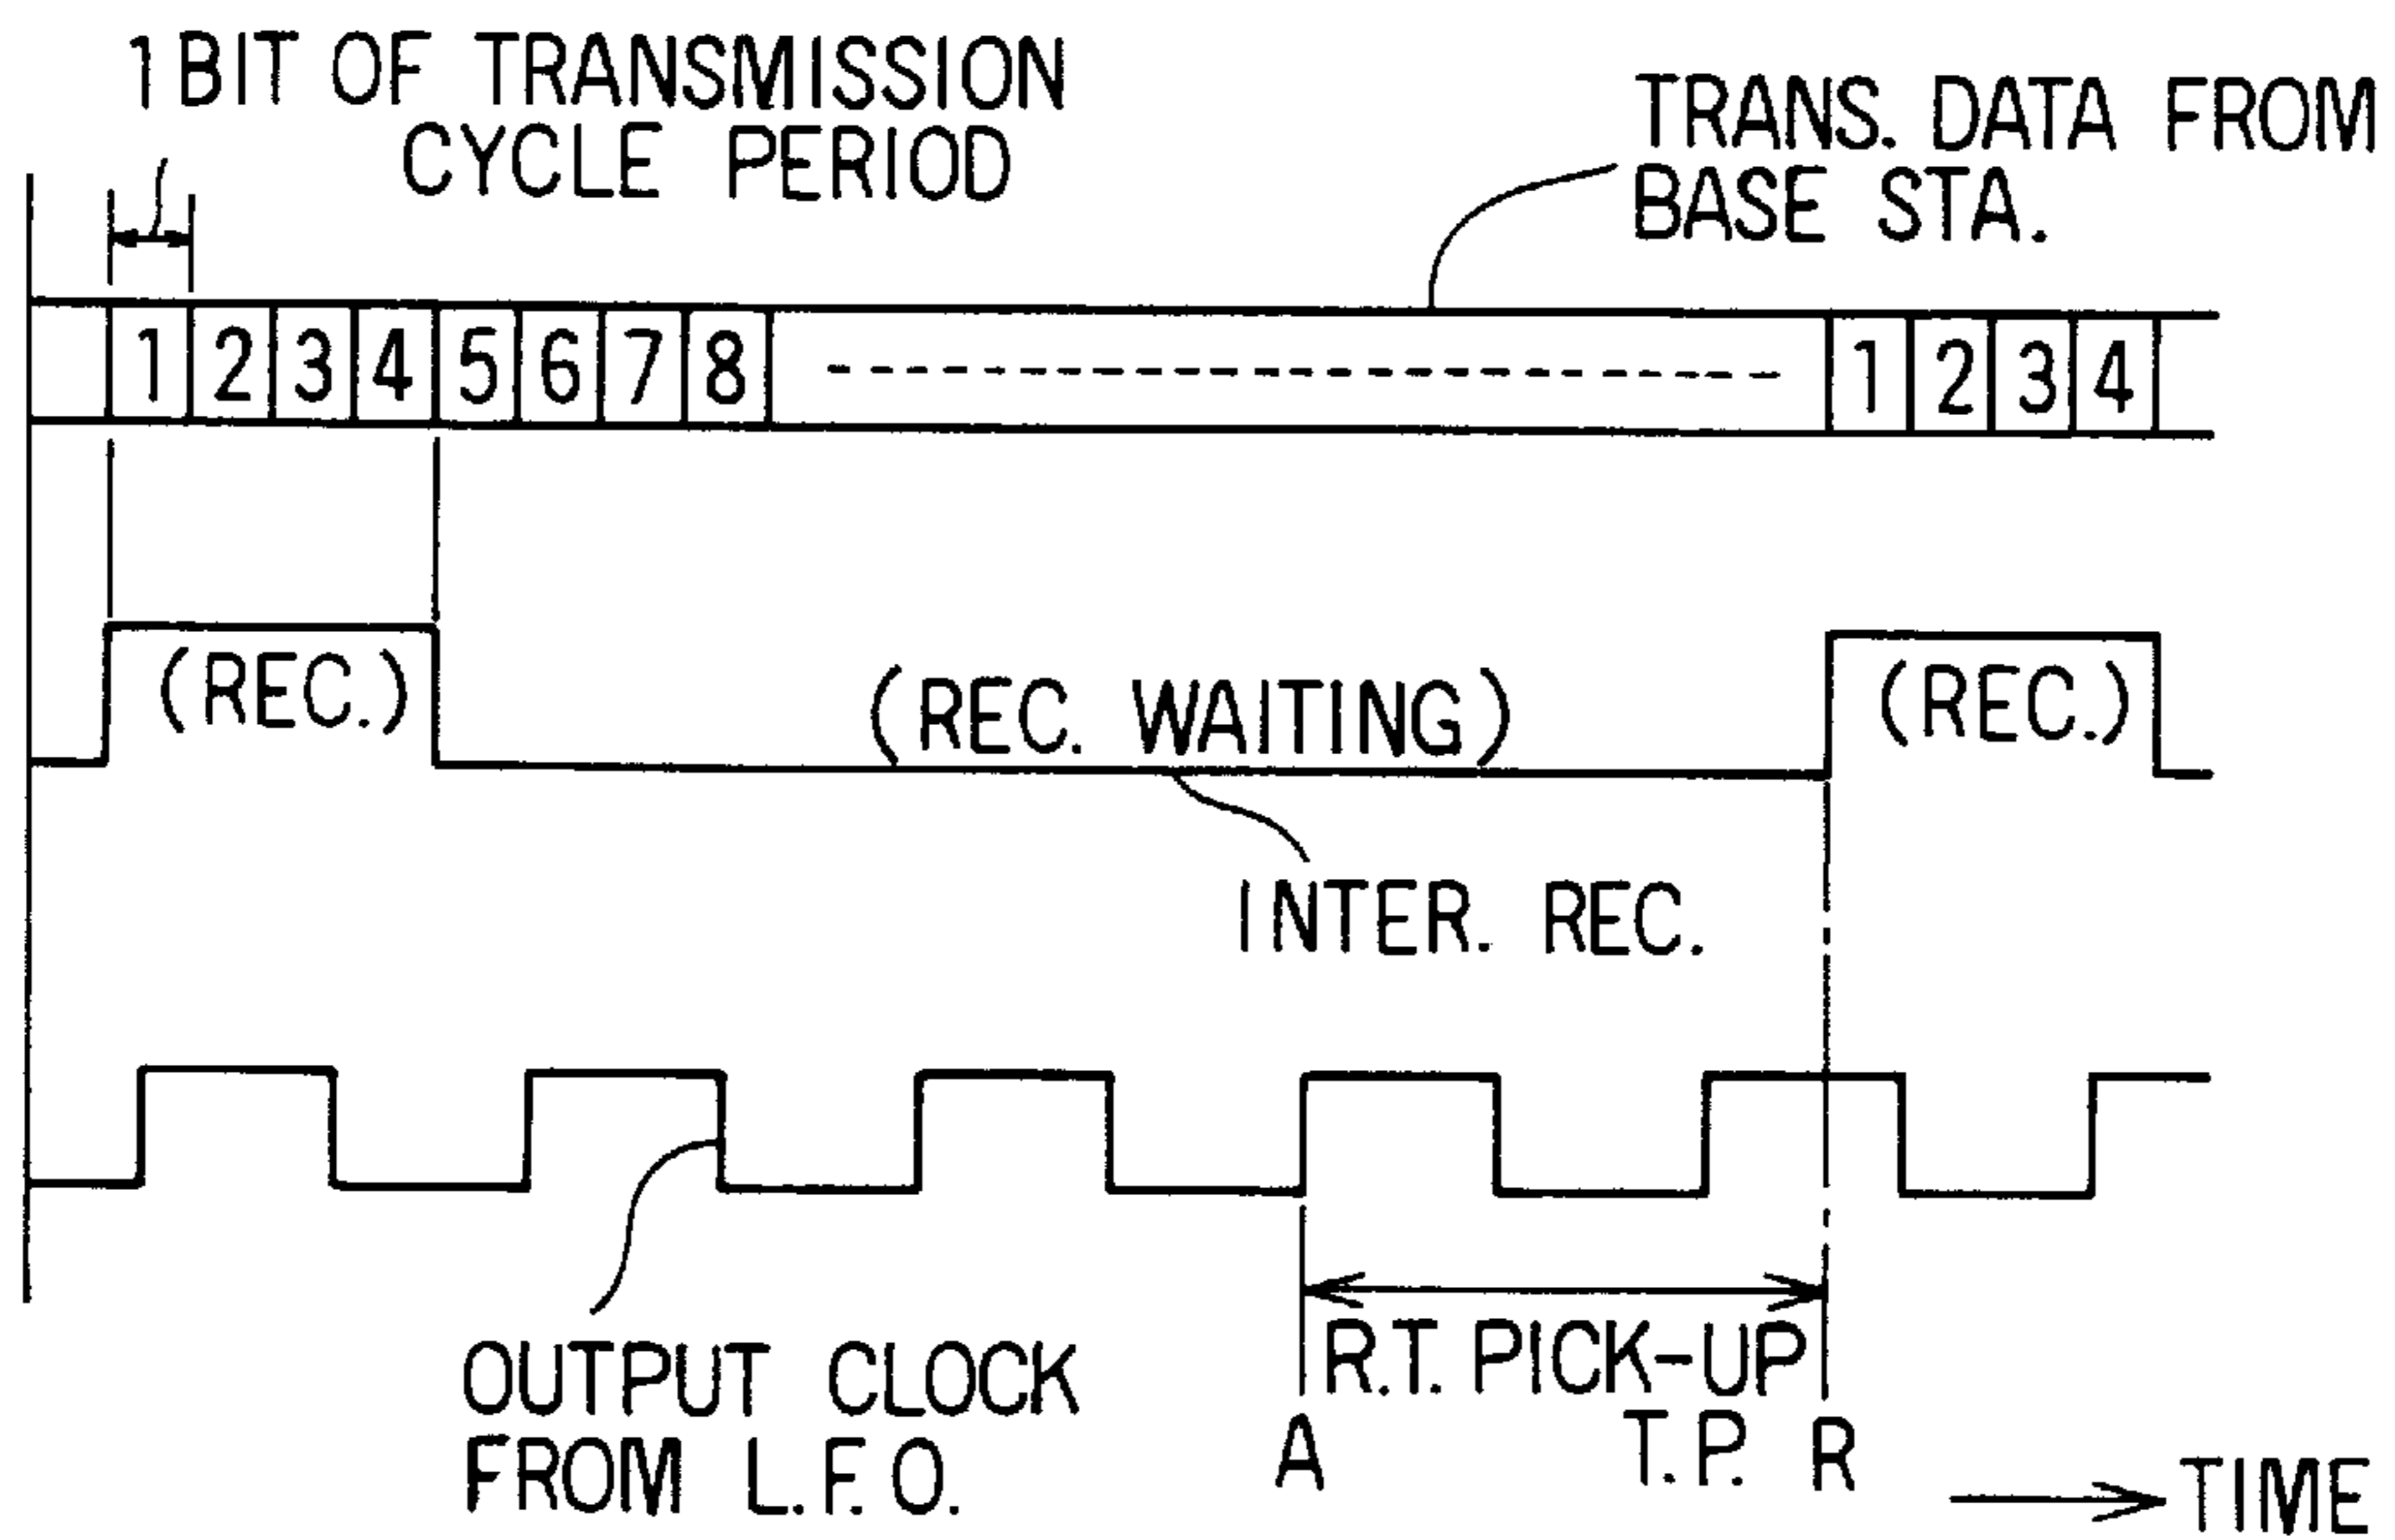 1 BIT OF TRANSMISSION
CYCLE PERIOD
TRANS. DATA FROM
BASE STA.
1 2 3 4 5 6 7 8 1 2 3 4
(REC.) (REC. WAITING) (REC.)
INTER. REC.
OUTPUT CLOCK
FROM L.F.O.
R.T. PICK-UP
T.P.
A R
TIME